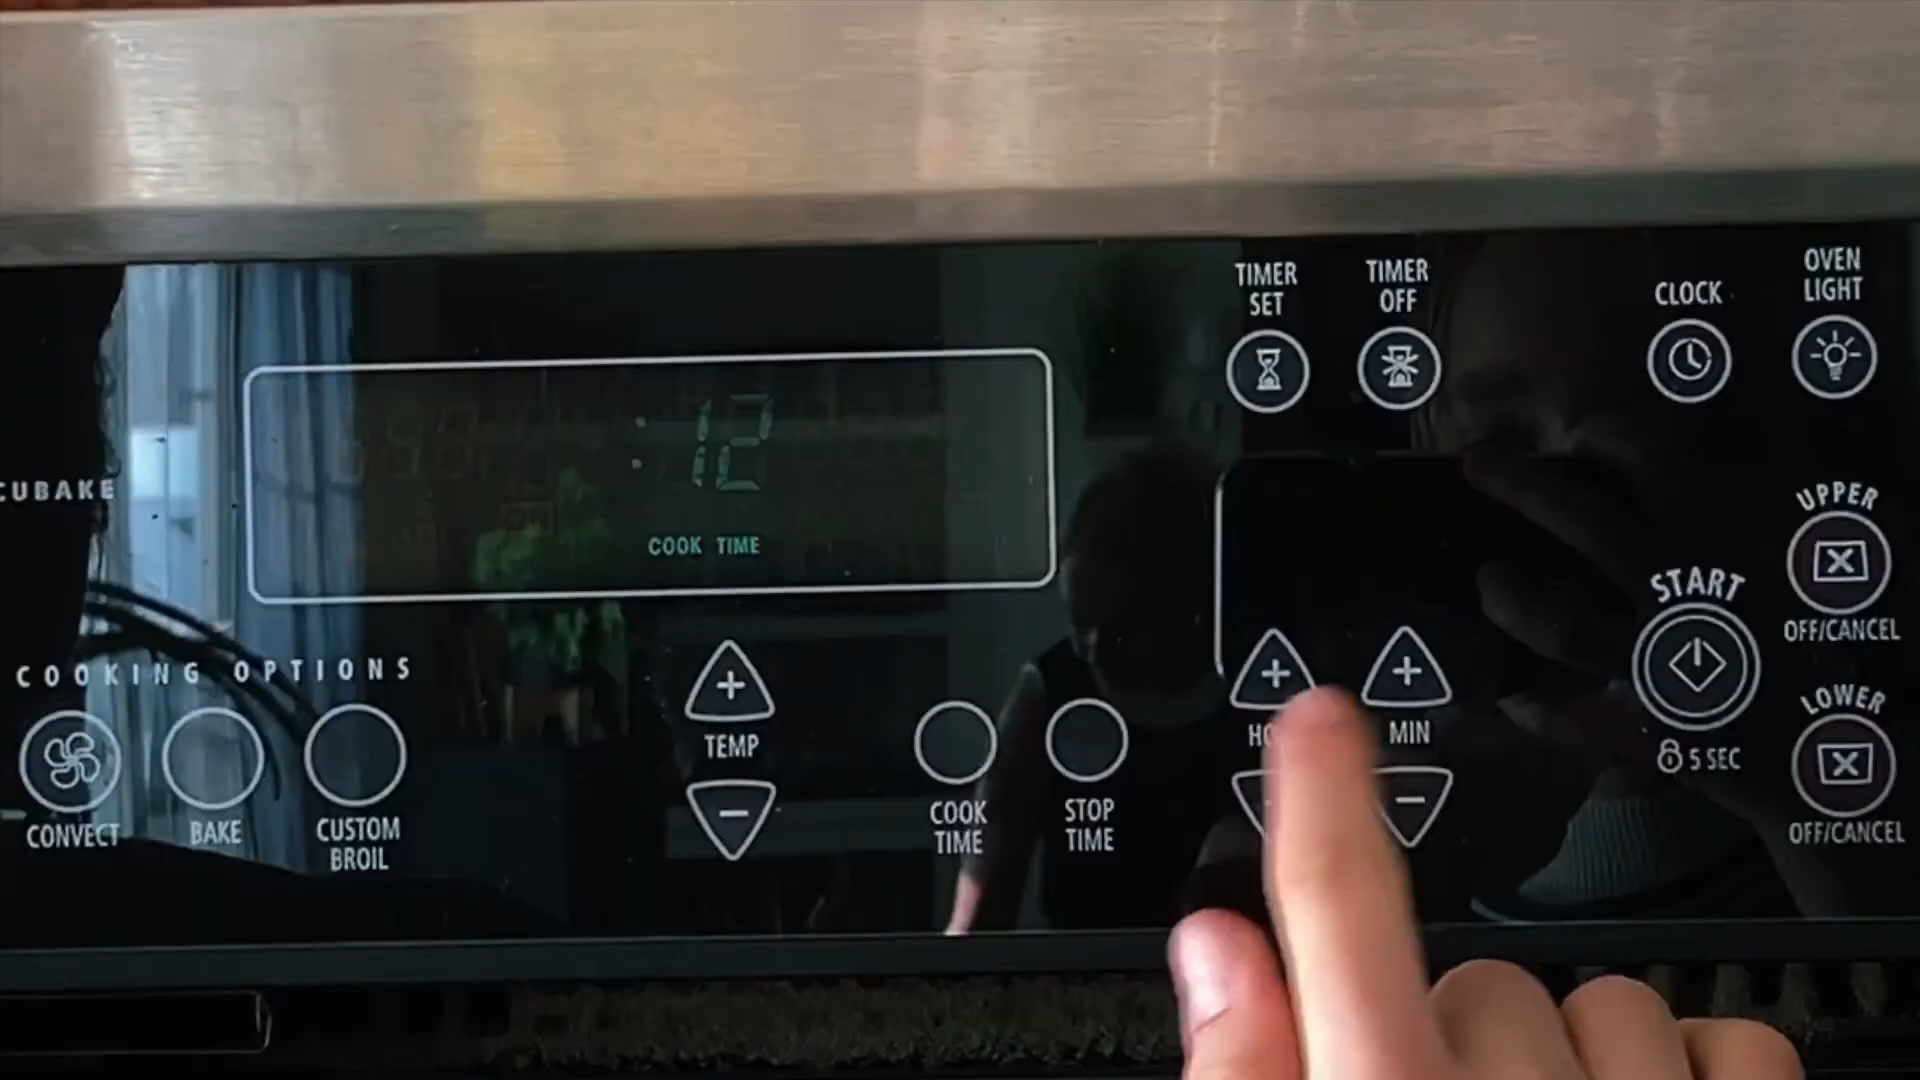 TIMER
SET
TIMER
OFF
CLOCK
OVEN
LIGHT
:12
COOK TIME
CUBAKE
UPPER
OFF/CANCEL
START
5 SEC
LOWER
OFF/CANCEL
COOKING OPTIONS
CONVECT
BAKE
CUSTOM
BROIL
TEMP
COOK
TIME
STOP
TIME
MIN